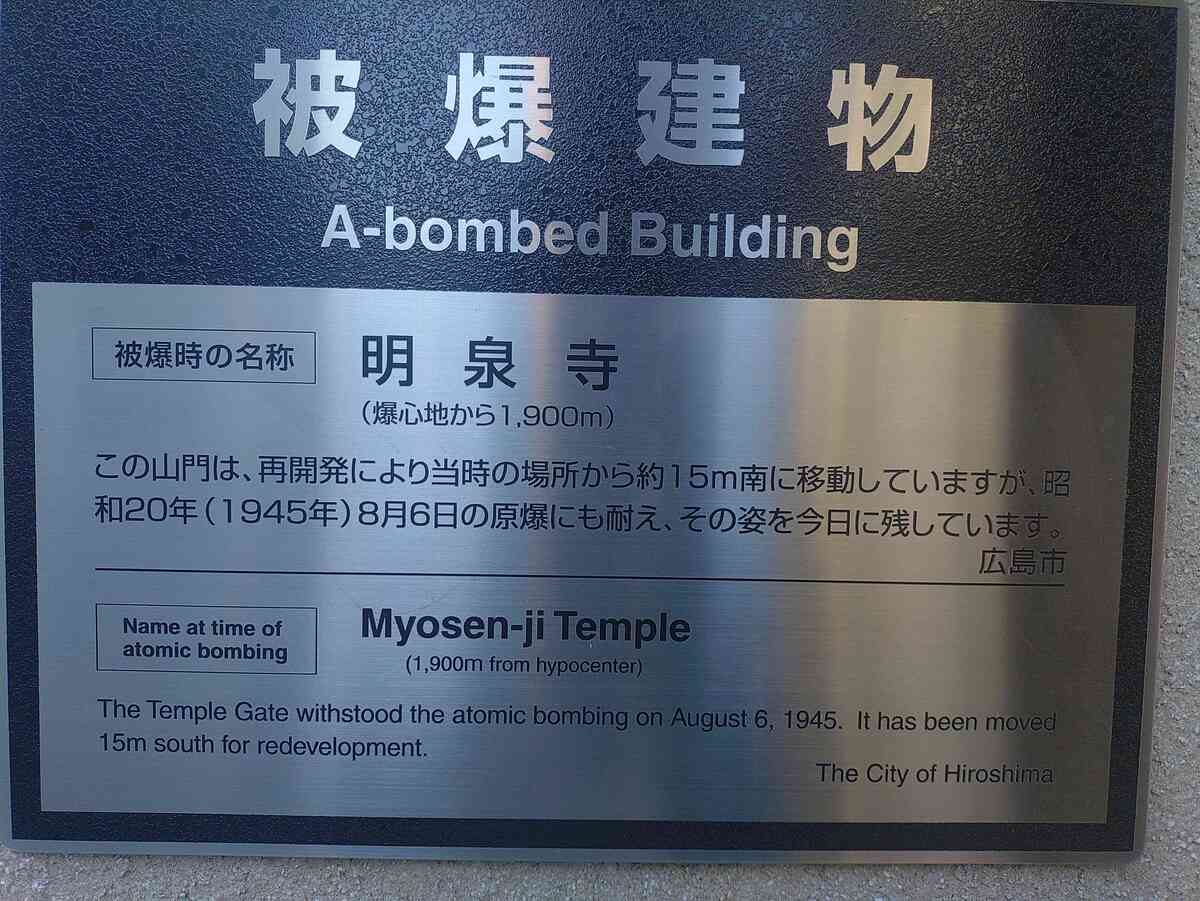 被爆建物
A-bombed Building
被爆時の名称
明泉寺
（爆心地から1,900m）
この山門は、再開発により当時の場所から約15m南に移動していますが、昭
和20年（1945年）8月6日の原爆にも耐え、その姿を今日に残しています。
広島市
Name at time of
atomic bombing
Myosen-ji Temple
(1,900m from hypocenter)
The Temple Gate withstood the atomic bombing on August 6, 1945. It has been moved
15m south for redevelopment.
The City of Hiroshima